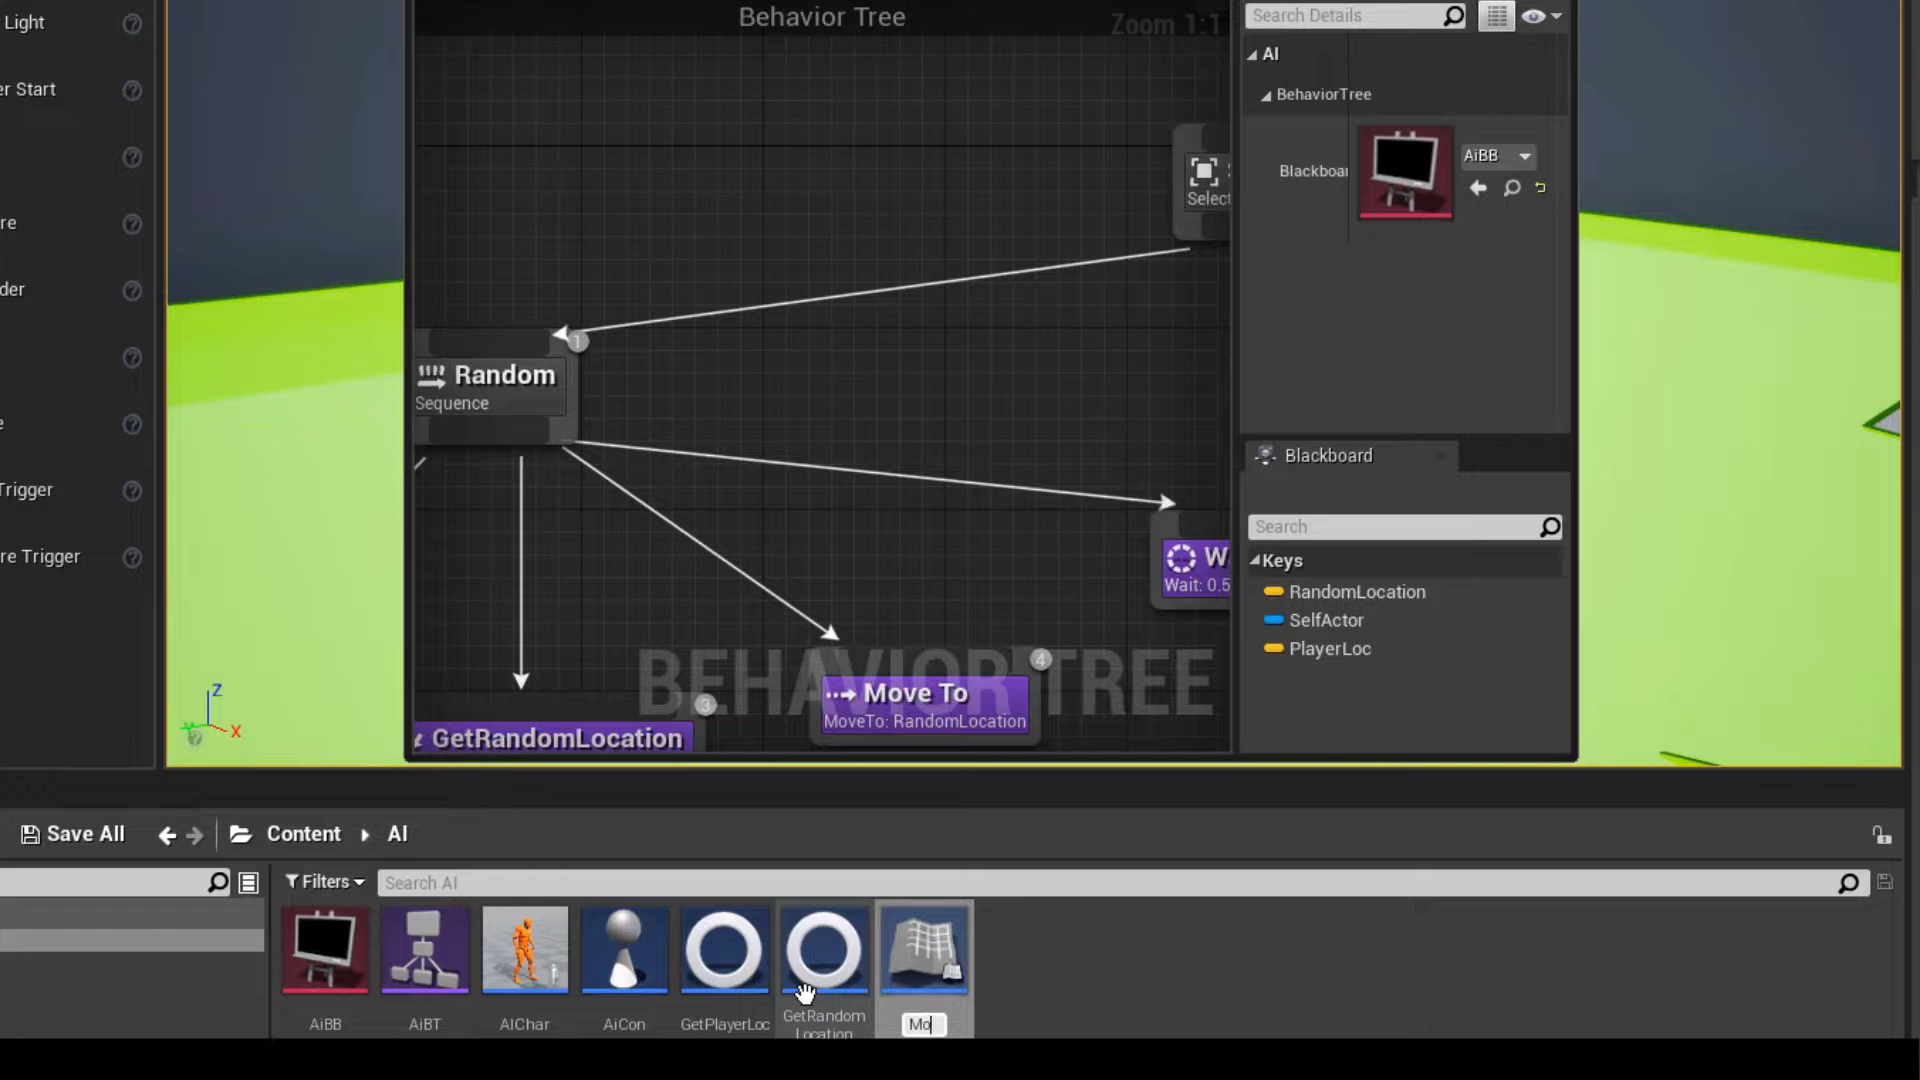 Light
er Start
re
der
e
Trigger
re Trigger
Behavior Tree
Zoom 1:1
Select
1
Random
Sequence
Wait: 0.5
BEHAVIOR TREE
4
Move To
MoveTo: RandomLocation
3
GetRandomLocation
Z
X
Search Details
AI
BehaviorTree
Blackboar
AiBB
Blackboard
Search
Keys
RandomLocation
SelfActor
PlayerLoc
Save All
Content
AI
Filters
Search AI
AiBB
AiBT
AIChar
AiCon
GetPlayerLoc
GetRandom
Location
Mo